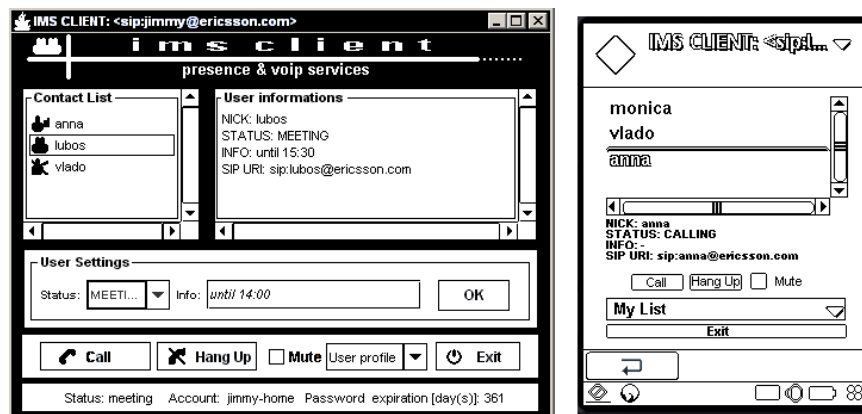 IMS CLIENT: <sip:jimmy@ericsson.com>
ims client
presence & voip services
Contact List
anna
lubos
vlado
User informations
NICK: lubos
STATUS: MEETING
INFO: until 15:30
SIP URI: sip:lubos@ericsson.com
User Settings
Status: MEETI... Info: until 14:00 OK
Call Hang Up Mute User profile Exit
Status: meeting Account: jimmy-home Password expiration [day(s)]: 361
IMS CLIENT: <sip:l...
monica
vlado
anna
NICK: anna
STATUS: CALLING
INFO: -
SIP URI: sip:anna@ericsson.com
Call Hang Up Mute
My List
Exit